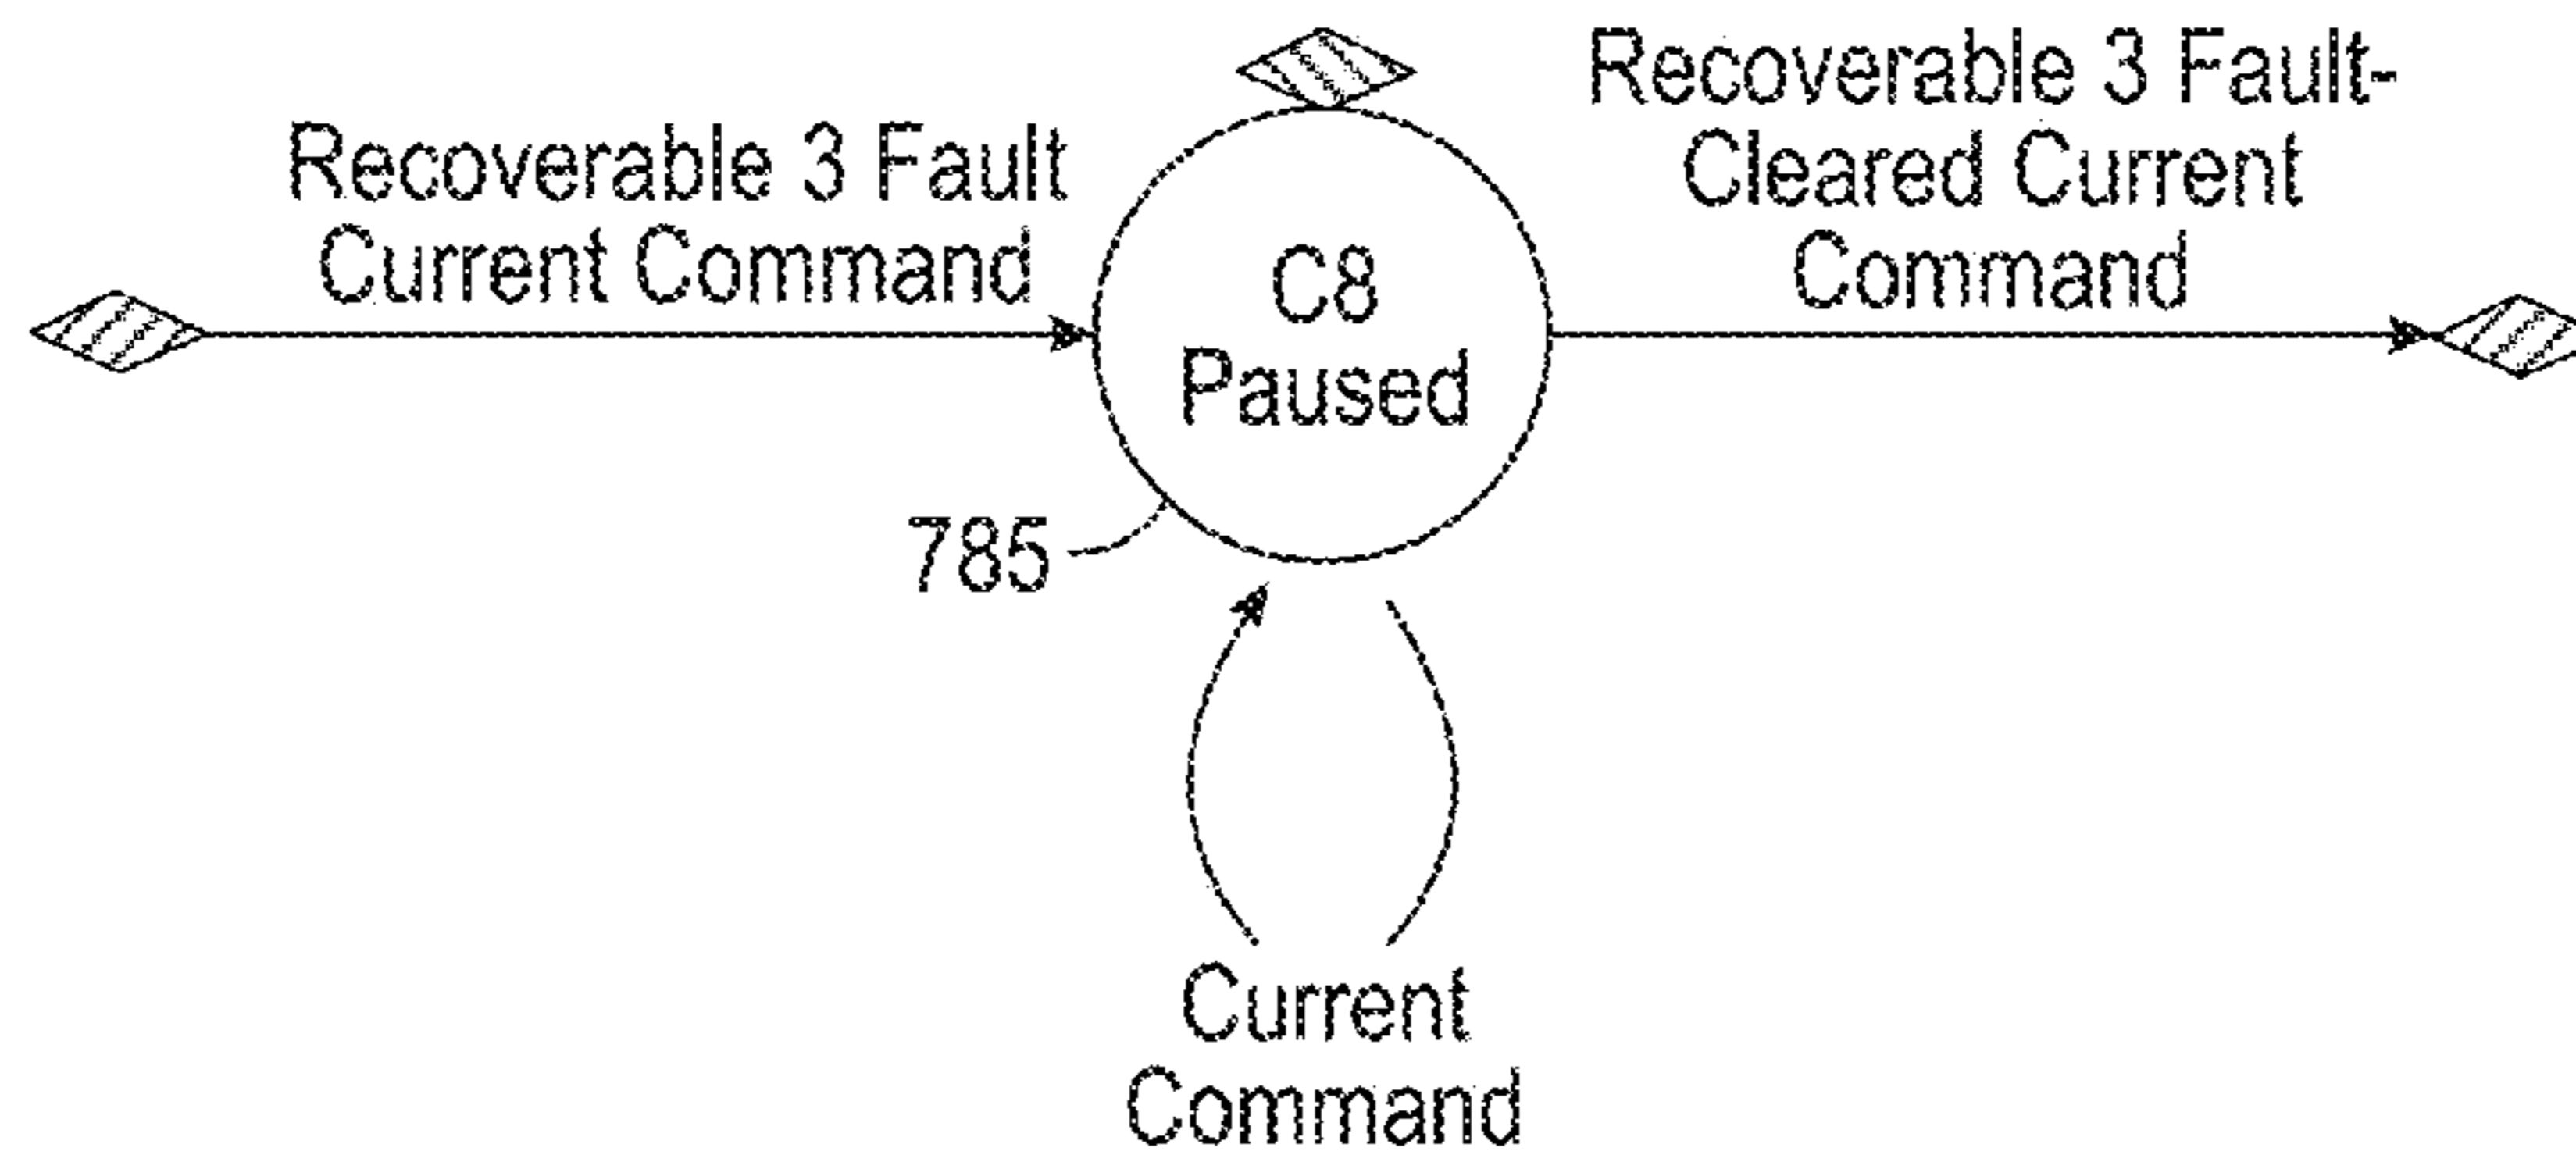 Recoverable 3 Fault
Current Command
C8
Paused
Recoverable 3 Fault-
Cleared Current
Command
785
Current
Command